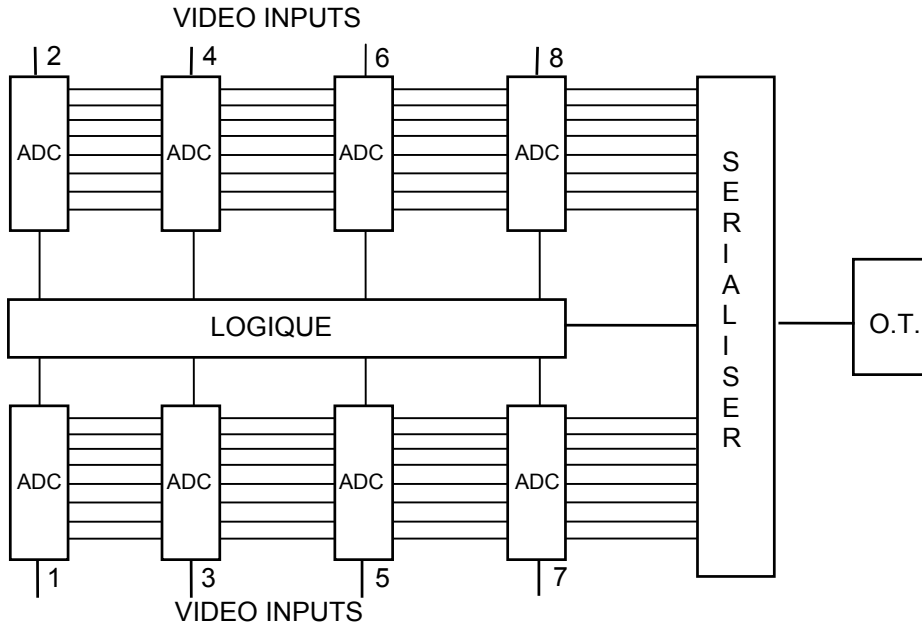 VIDEO INPUTS
2 4 6 8
ADC ADC ADC ADC
SERIALISER
LOGIQUE
O.T.
ADC ADC ADC ADC
1 3 5 7
VIDEO INPUTS